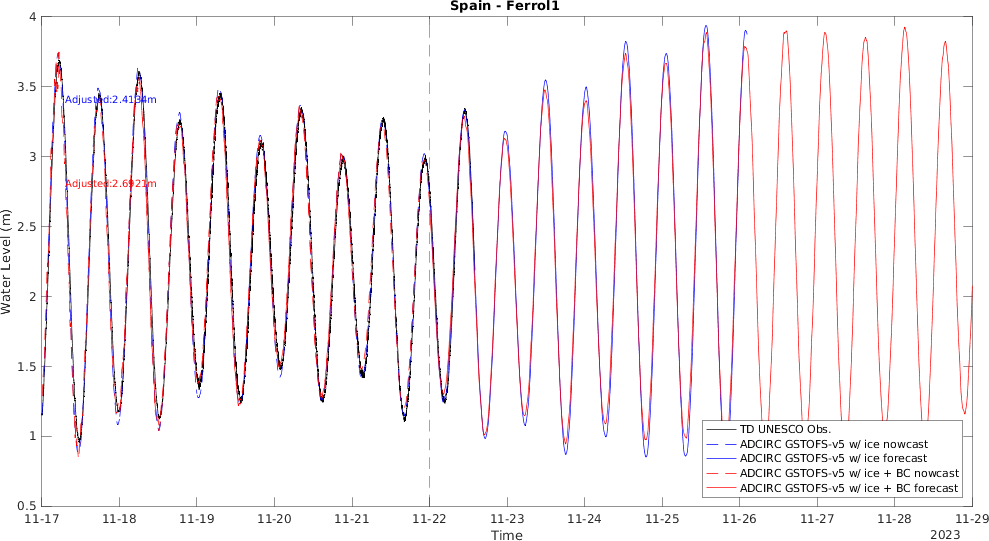 Spain - Ferrol1
4
3.5
3
2.5
2
1.5
1
0.5
Water Level (m)
Adjusted:2.4134m
Adjusted:2.6921m
TD UNESCO Obs.
ADCIRC GSTOFS-v5 w/ ice nowcast
ADCIRC GSTOFS-v5 w/ ice forecast
ADCIRC GSTOFS-v5 w/ ice + BC nowcast
ADCIRC GSTOFS-v5 w/ ice + BC forecast
11-17 11-18 11-19 11-20 11-21 11-22 11-23 11-24 11-25 11-26 11-27 11-28 11-29
Time
2023